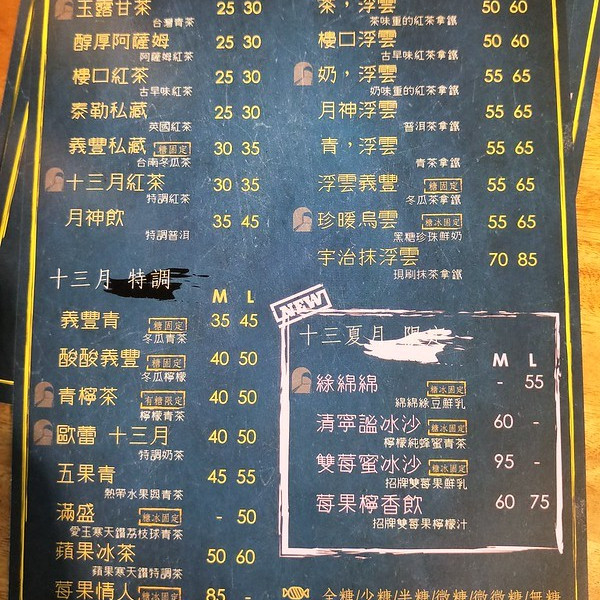 玉露甘茶 25 30
台灣青茶
醇厚阿薩姆 25 30
阿薩姆紅茶
樓口紅茶 25 30
古早味紅茶
泰勒私藏 25 30
英國紅茶
義豐私藏 糖固定 30 35
台南冬瓜茶
十三月紅茶 30 35
特調紅茶
月神飲 35 45
特調普洱
十三月 特調
M L
義豐青 糖固定 35 45
冬瓜青茶
酸酸義豐 糖固定 40 50
冬瓜檸檬
青檸茶 有糖限定 40 50
檸檬青茶
歐蕾 十三月 40 50
特調奶茶
五果青 45 55
熱帶水果與青茶
滿盛 糖冰固定 - 50
愛玉寒天鑽荔枝球青茶
蘋果冰茶 50 60
蘋果寒天鑽特調茶
莓果情人 糖冰固定 85 -
茶，浮雲 50 60
茶味重的紅茶拿鐵
樓口浮雲 50 60
古早味紅茶拿鐵
奶，浮雲 55 65
奶味重的紅茶拿鐵
月神浮雲 55 65
普洱茶拿鐵
青，浮雲 55 65
青茶拿鐵
浮雲義豐 糖固定 55 65
冬瓜茶拿鐵
珍暖烏雲 糖冰固定 55 65
黑糖珍珠鮮奶
宇治抹浮雲 70 85
現刷抹茶拿鐵
NEW
十三夏月 限定
M L
綠綿綿 糖冰固定 - 55
綿綿綠豆鮮乳
清寧謐冰沙 糖冰固定 60 -
檸檬純蜂蜜青茶
雙莓蜜冰沙 糖冰固定 95 -
招牌雙莓果鮮乳
莓果檸香飲 60 75
招牌雙莓果檸檬汁
全糖/少糖/半糖/微糖/微微糖/無糖